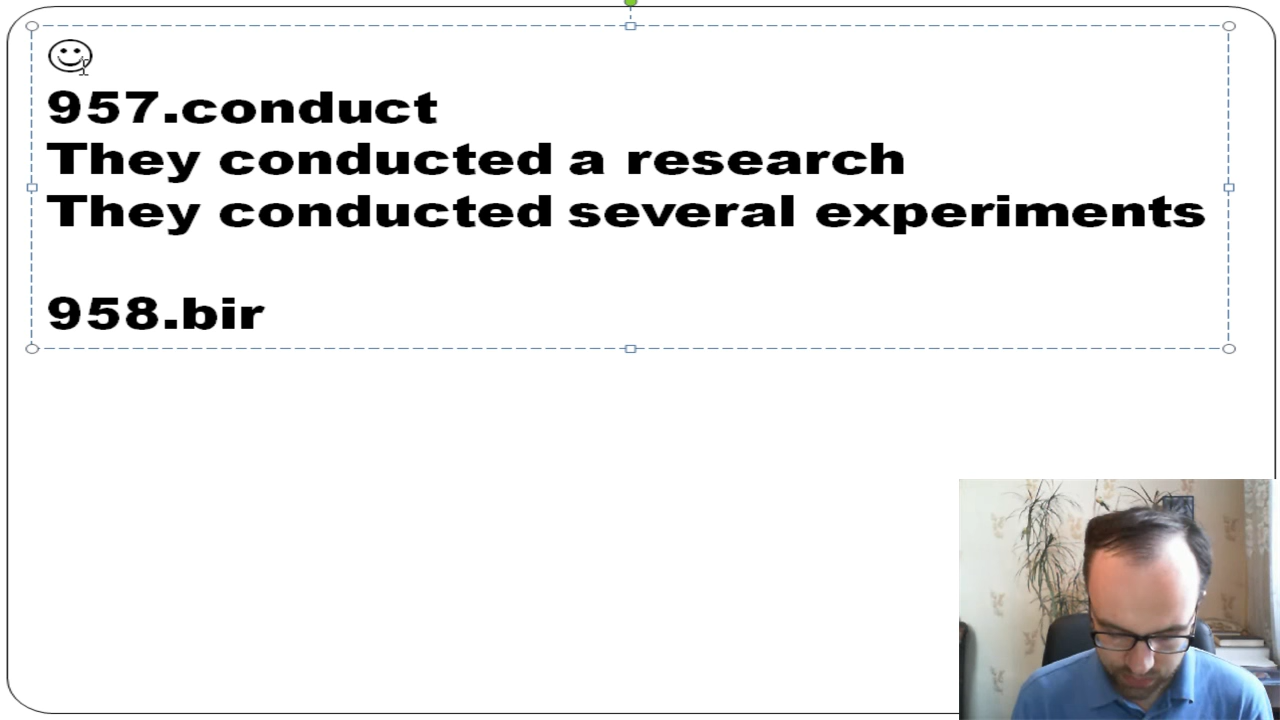 957.conduct
They conducted a research
They conducted several experiments
958.bir